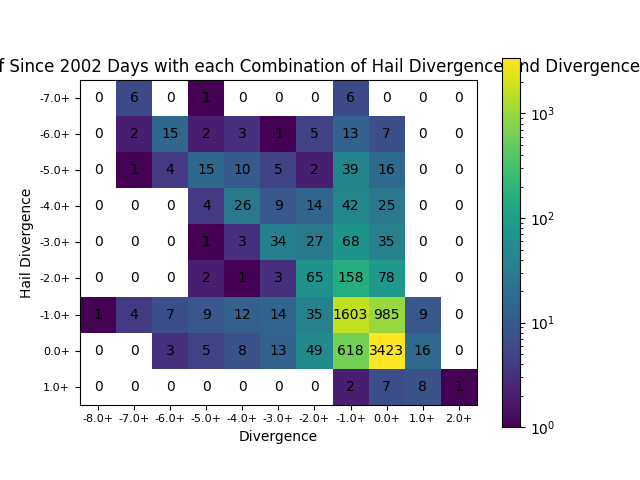 f Since 2002 Days with each Combination of Hail Divergence and Divergence
-7.0+ 0 6 0 1 0 0 0 6 0 0 0
-6.0+ 0 2 15 2 3 1 5 13 7 0 0
-5.0+ 0 1 4 15 10 5 2 39 16 0 0
-4.0+ 0 0 0 4 26 9 14 42 25 0 0
-3.0+ 0 0 0 1 3 34 27 68 35 0 0
-2.0+ 0 0 0 2 1 3 65 158 78 0 0
-1.0+ 1 4 7 9 12 14 35 1603 985 9 0
0.0+ 0 0 3 5 8 13 49 618 3423 16 0
1.0+ 0 0 0 0 0 0 0 2 7 8 1
-8.0+ -7.0+ -6.0+ -5.0+ -4.0+ -3.0+ -2.0+ -1.0+ 0.0+ 1.0+ 2.0+
Divergence
Hail Divergence
10³
10²
10¹
10⁰